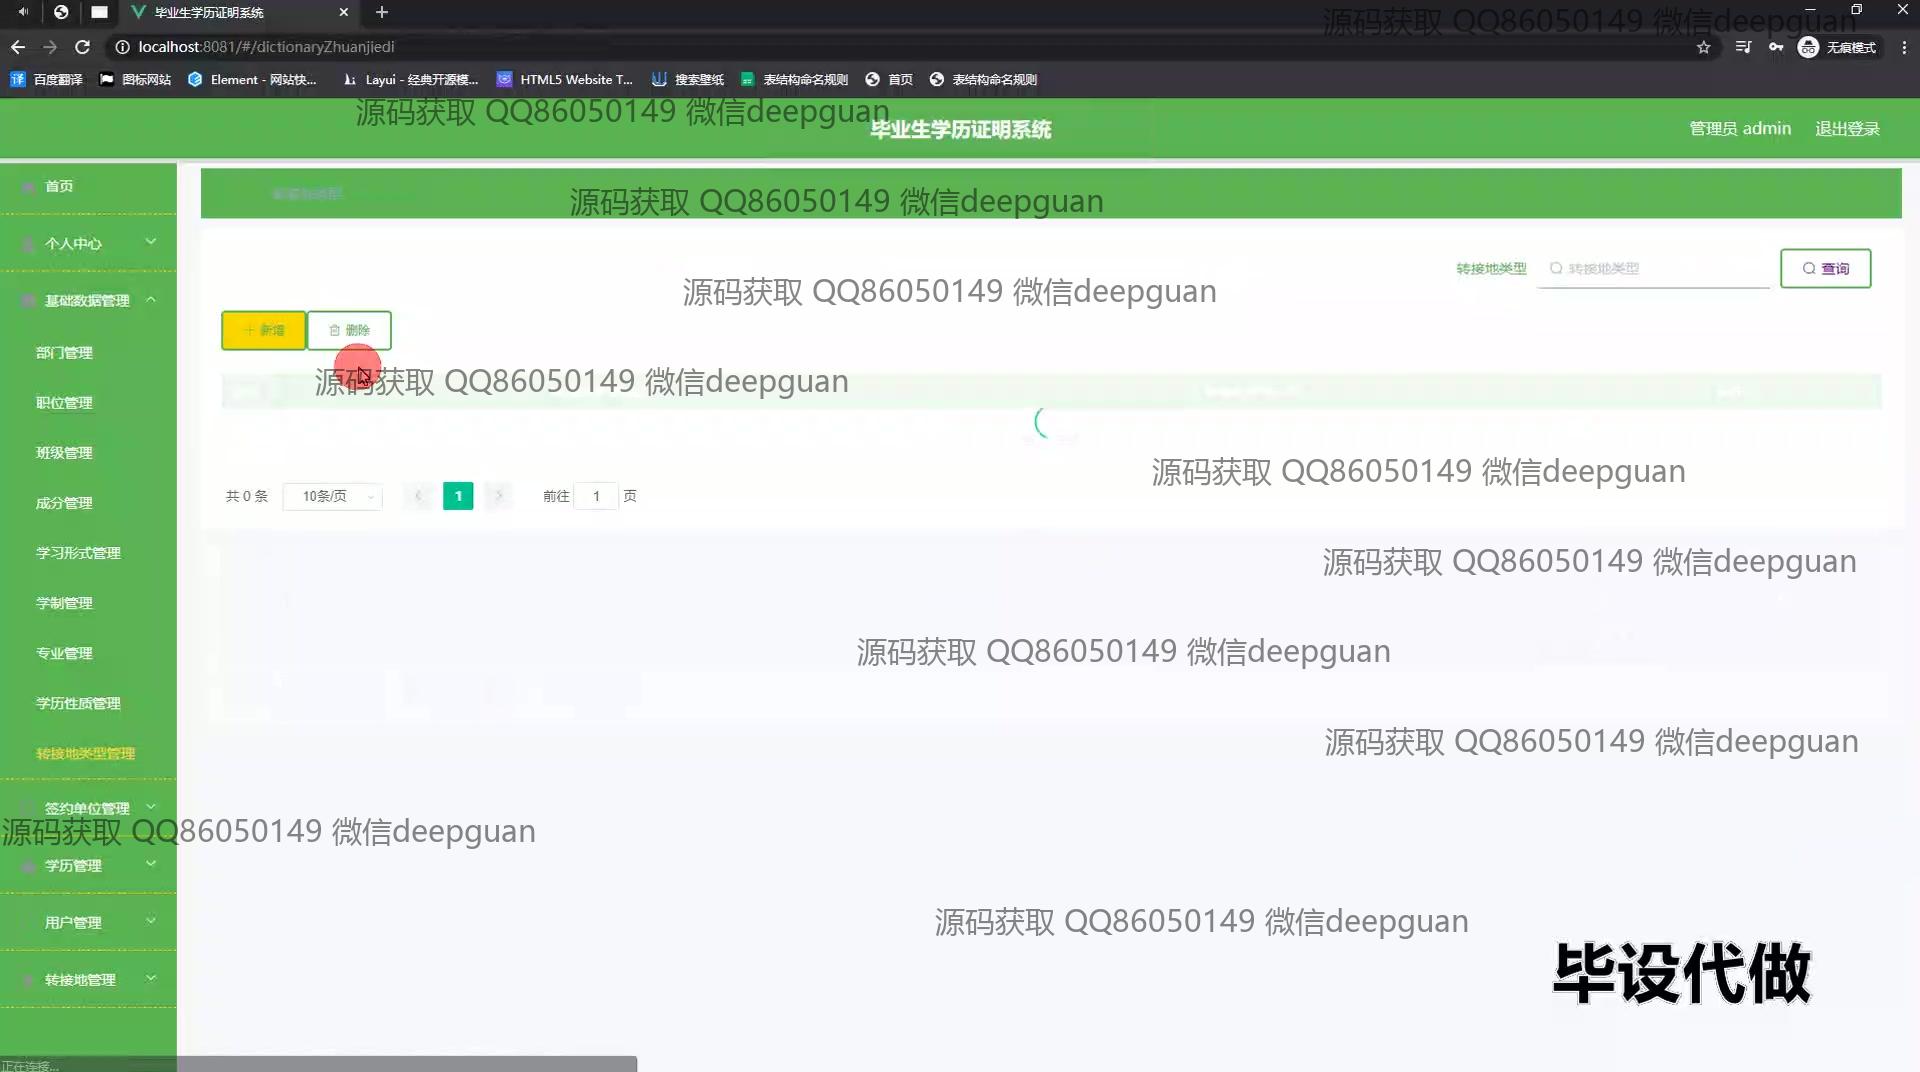 毕业生学历证明系统
源码获取 QQ86050149 微信deepguan
localhost:8081/#/dictionaryZhuanjiedi
无痕模式
百度翻译
图标网站
Element - 网站快...
Layui - 经典开源模...
HTML5 Website T...
搜索壁纸
表结构命名规则
首页
表结构命名规则
源码获取 QQ86050149 微信deepguan
毕业生学历证明系统
管理员 admin
退出登录
首页
源码获取 QQ86050149 微信deepguan
个人中心
转接地类型
转接地类型
查询
源码获取 QQ86050149 微信deepguan
基础数据管理
新增
删除
部门管理
源码获取 QQ86050149 微信deepguan
职位管理
班级管理
源码获取 QQ86050149 微信deepguan
共 0 条
10条/页
1
前往 1 页
成分管理
学习形式管理
源码获取 QQ86050149 微信deepguan
学制管理
专业管理
源码获取 QQ86050149 微信deepguan
学历性质管理
转接地类型管理
源码获取 QQ86050149 微信deepguan
签约单位管理
源码获取 QQ86050149 微信deepguan
学历管理
用户管理
源码获取 QQ86050149 微信deepguan
转接地管理
毕设代做
正在连接...